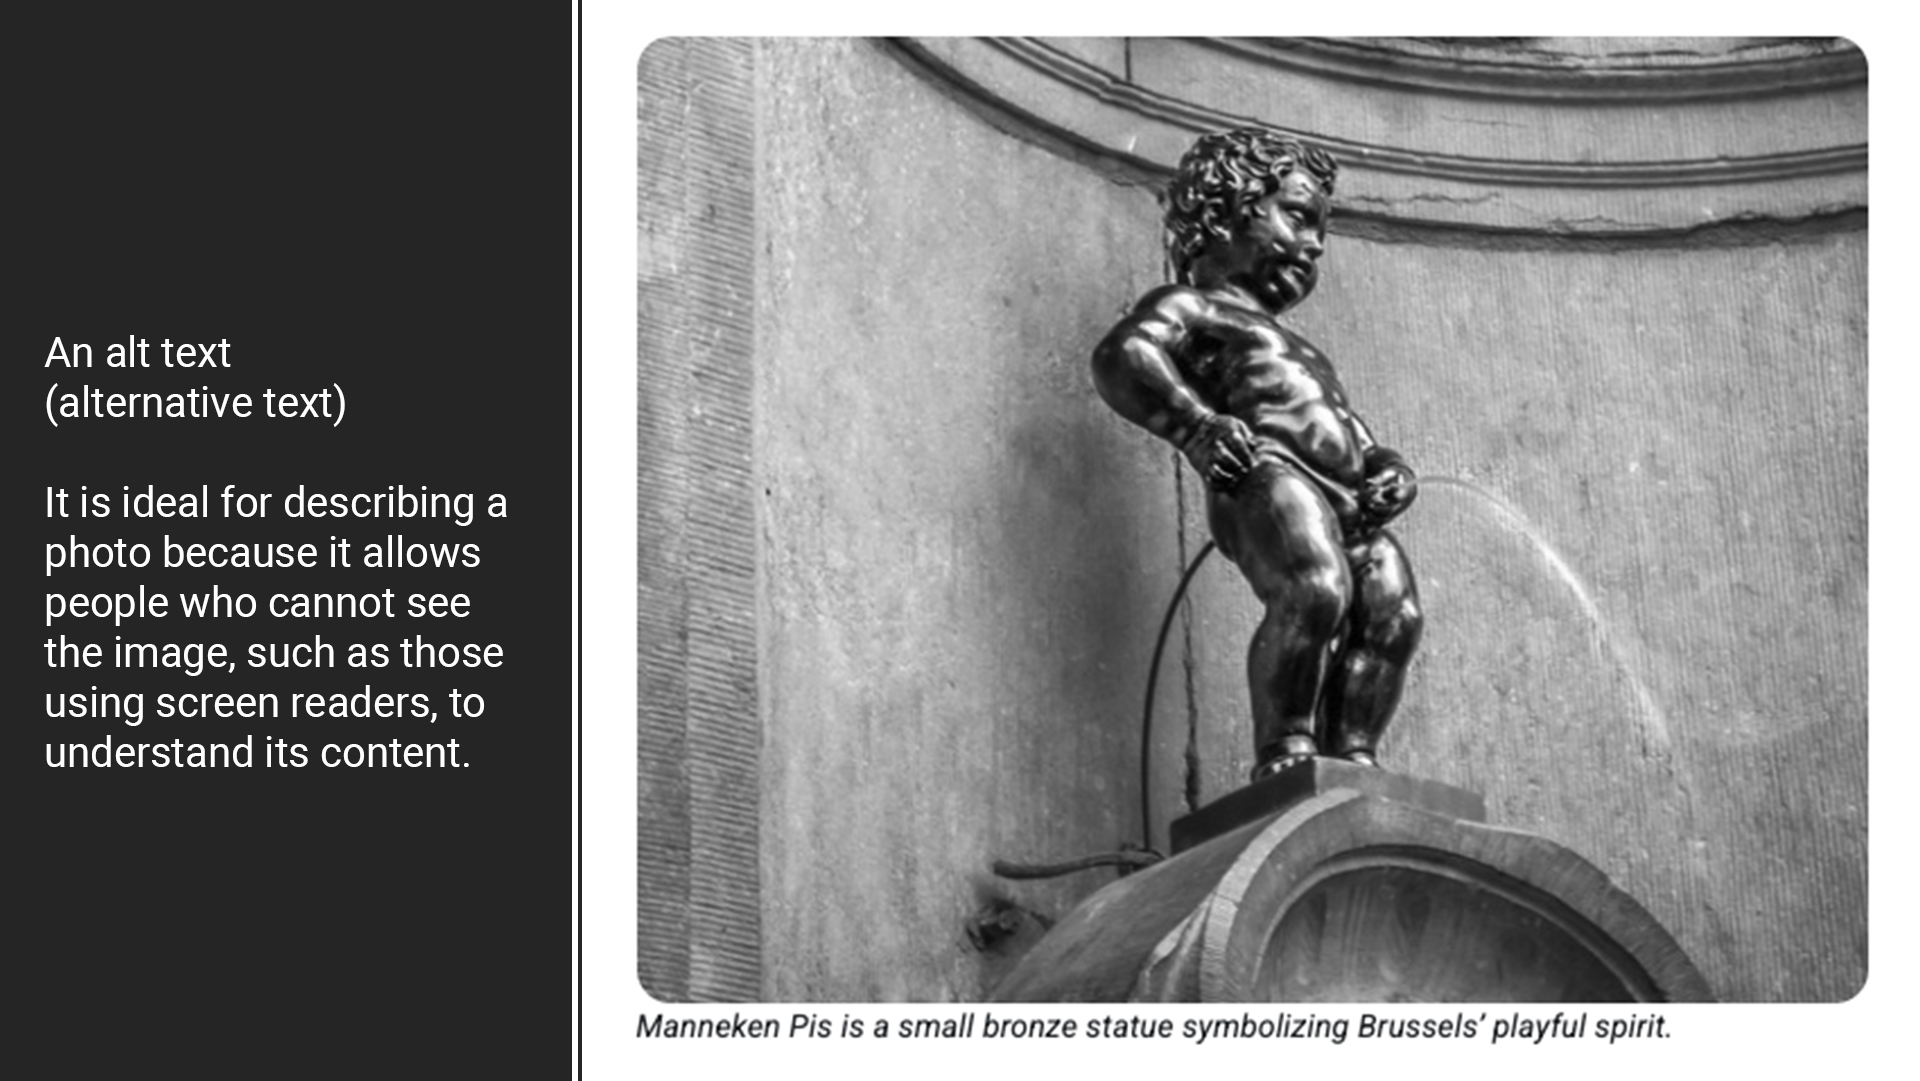 An alt text
(alternative text)
It is ideal for describing a
photo because it allows
people who cannot see
the image, such as those
using screen readers, to
understand its content.
Manneken Pis is a small bronze statue symbolizing Brussels’ playful spirit.